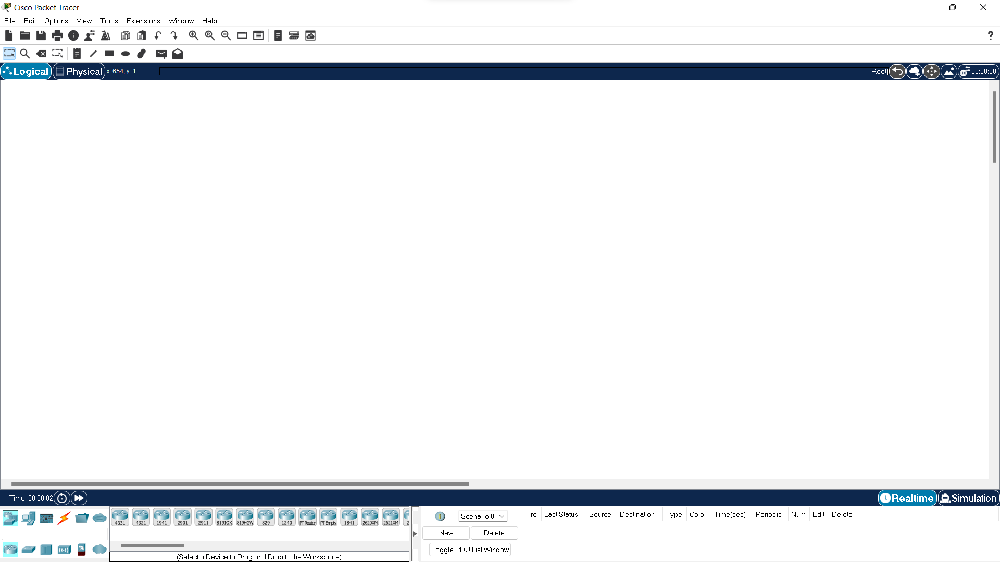 Cisco Packet Tracer
File Edit Options View Tools Extensions Window Help
Logical Physical x: 654, y: 1 [Root] 00:00:30
Time: 00:00:02 Realtime Simulation
4331 4321 1941 2901 2911 819IOX 819HGW 829 1240 PT-Router PT-Empty 1841 2620XM 2621XM 2
(Select a Device to Drag and Drop to the Workspace)
Scenario 0
New Delete
Toggle PDU List Window
Fire Last Status Source Destination Type Color Time(sec) Periodic Num Edit Delete